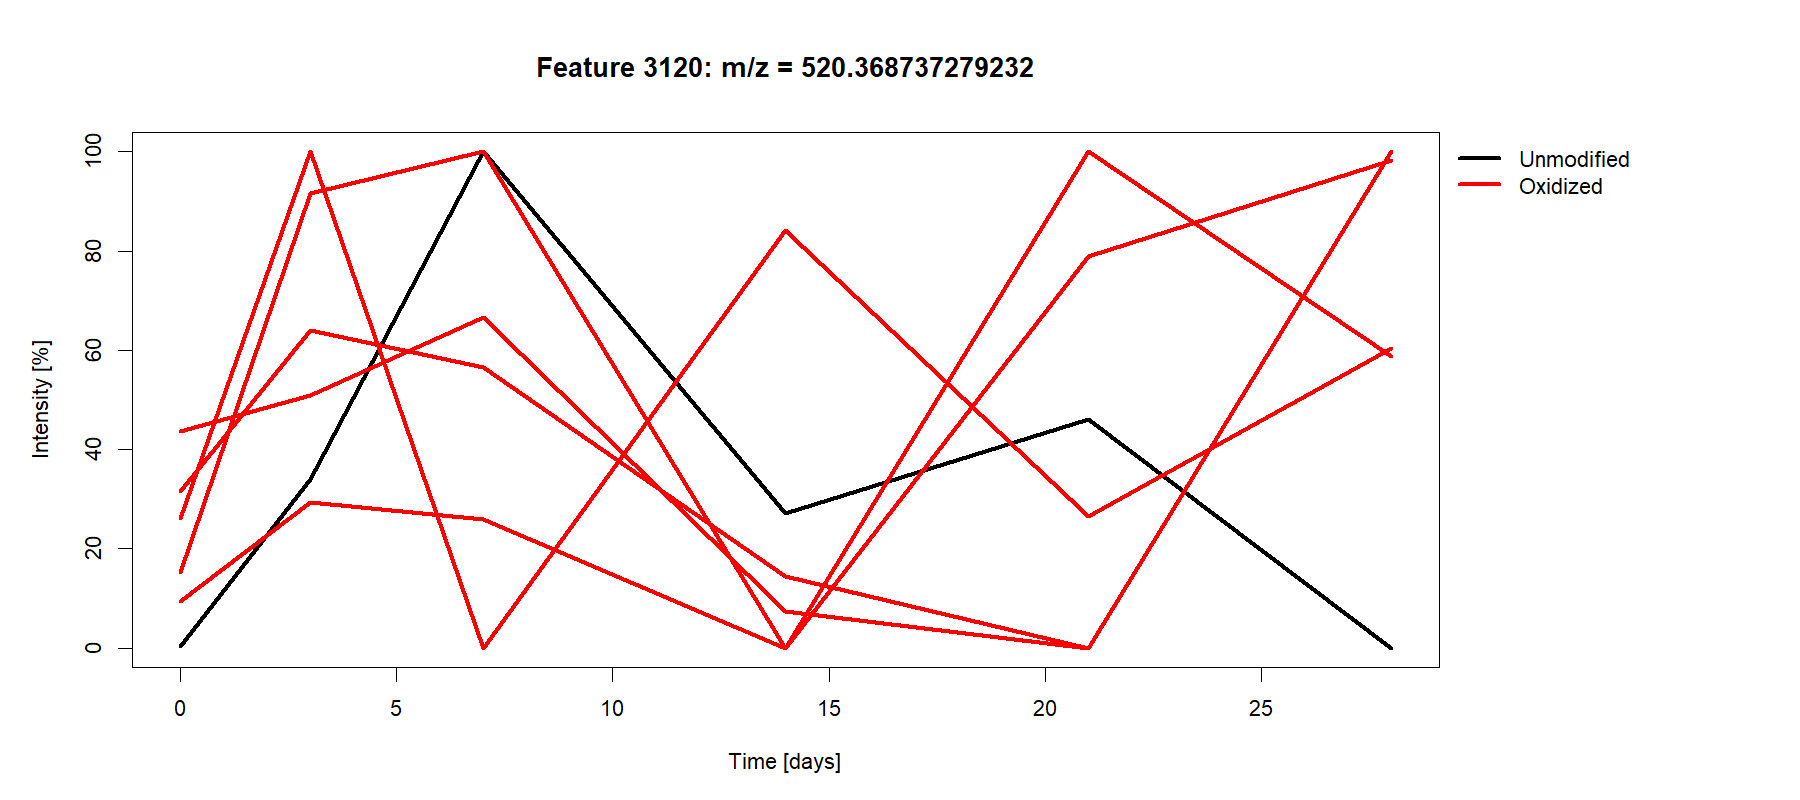 Feature 3120: m/z = 520.368737279232
Unmodified
Oxidized
Intensity [%]
100
80
60
40
20
0
0 5 10 15 20 25
Time [days]